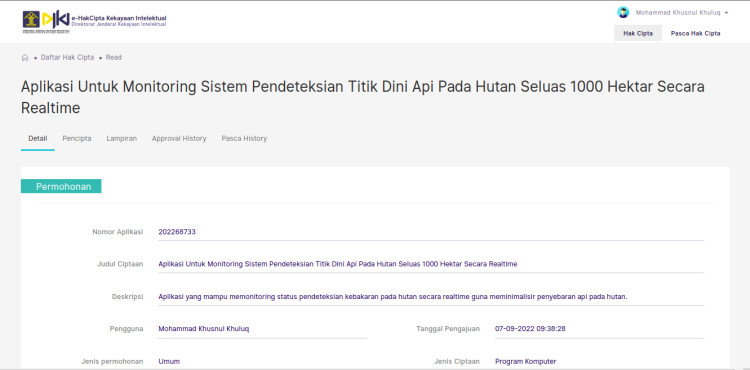 e-HakCipta Kekayaan Intelektual
Direktorat Jenderal Kekayaan Intelektual
Mohammad Khusnul Khuluq
Hak Cipta Pasca Hak Cipta
Daftar Hak Cipta • Read
Aplikasi Untuk Monitoring Sistem Pendeteksian Titik Dini Api Pada Hutan Seluas 1000 Hektar Secara
Realtime
Detail Pencipta Lampiran Approval History Pasca History
Permohonan
Nomor Aplikasi 202268733
Judul Ciptaan Aplikasi Untuk Monitoring Sistem Pendeteksian Titik Dini Api Pada Hutan Seluas 1000 Hektar Secara Realtime
Deskripsi Aplikasi yang mampu memonitoring status pendeteksian kebakaran pada hutan secara realtime guna meminimalisir penyebaran api pada hutan.
Pengguna Mohammad Khusnul Khuluq Tanggal Pengajuan 07-09-2022 09:38:28
Jenis permohonan Umum Jenis Ciptaan Program Komputer